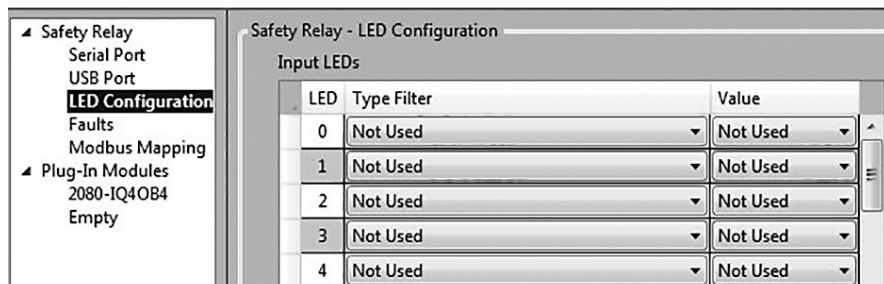 Safety Relay
Serial Port
USB Port
LED Configuration
Faults
Modbus Mapping
Plug-In Modules
2080-IQ4OB4
Empty
Safety Relay - LED Configuration
Input LEDs
LED Type Filter Value
0 Not Used Not Used
1 Not Used Not Used
2 Not Used Not Used
3 Not Used Not Used
4 Not Used Not Used